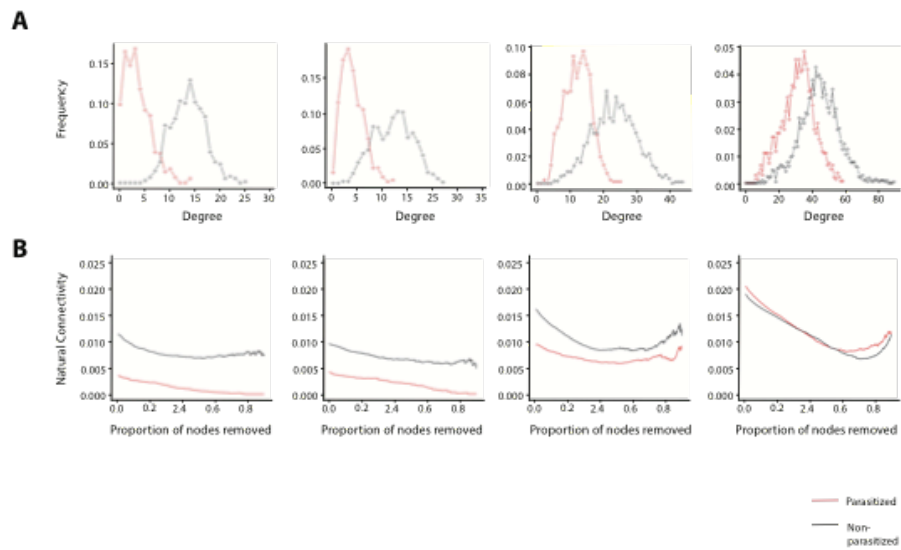 A
Frequency
0.15
0.10
0.05
0.00
0 5 10 15 20 25 30
Degree
0.15
0.10
0.05
0.00
0 5 10 15 20 25 30 35
Degree
0.10
0.08
0.06
0.04
0.02
0.00
0 10 20 30 40
Degree
0.05
0.04
0.03
0.02
0.01
0.00
0 20 40 60 80
Degree
B
Natural Connectivity
0.025
0.020
0.015
0.010
0.005
0.000
0.0 0.2 2.4 0.6 0.8
Proportion of nodes removed
0.025
0.020
0.015
0.010
0.005
0.000
0.0 0.2 2.4 0.6 0.8
Proportion of nodes removed
0.025
0.020
0.015
0.010
0.005
0.000
0.0 0.2 2.4 0.6 0.8
Proportion of nodes removed
0.025
0.020
0.015
0.010
0.005
0.000
0.0 0.2 2.4 0.6 0.8
Proportion of nodes removed
Parasitized
Non-
parasitized